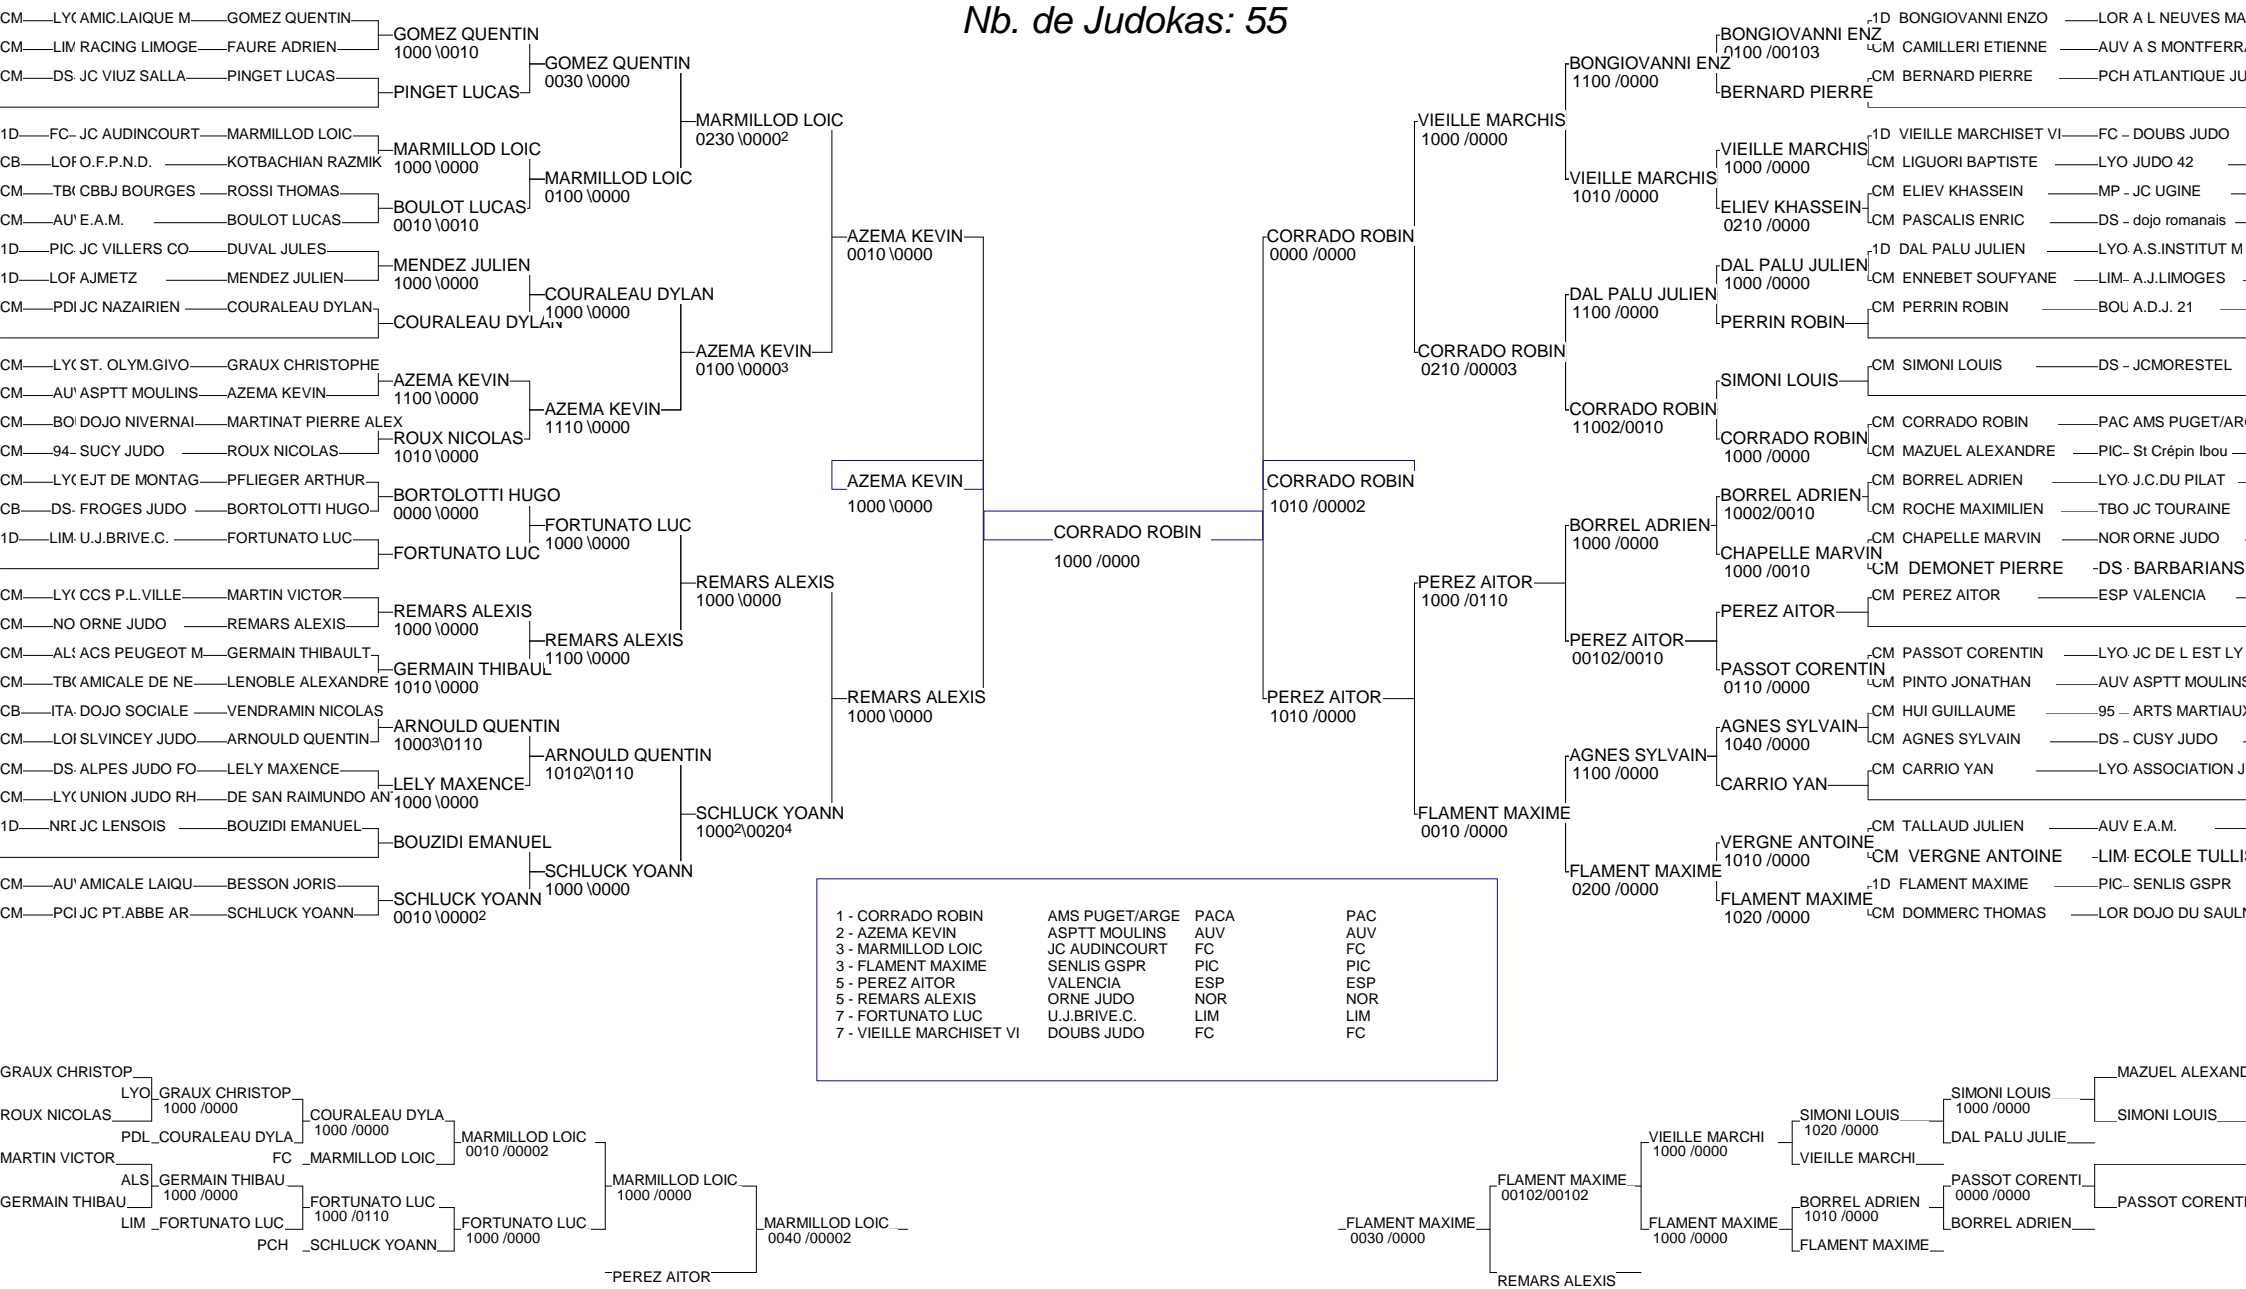 Nb. de Judokas: 55
CM LYO AMIC.LAIQUE M GOMEZ QUENTIN
CM LIM RACING LIMOGE FAURE ADRIEN
CM DS- JC VIUZ SALLA PINGET LUCAS
1D FC- JC AUDINCOURT MARMILLOD LOIC
CB LOR O.F.P.N.D. KOTBACHIAN RAZMIK
CM TBO CBBJ BOURGES ROSSI THOMAS
CM AUV E.A.M. BOULOT LUCAS
1D PIC- JC VILLERS CO DUVAL JULES
1D LOR AJMETZ MENDEZ JULIEN
CM PDL JC NAZAIRIEN COURALEAU DYLAN
CM LYO ST. OLYM.GIVO GRAUX CHRISTOPHE
CM AUV ASPTT MOULINS AZEMA KEVIN
CM BOU DOJO NIVERNAI MARTINAT PIERRE ALEX
CM 94- SUCY JUDO ROUX NICOLAS
CM LYO EJT DE MONTAG PFLIEGER ARTHUR
CB DS- FROGES JUDO BORTOLOTTI HUGO
1D LIM- U.J.BRIVE.C. FORTUNATO LUC
CM LYO CCS P.L.VILLE MARTIN VICTOR
CM NO ORNE JUDO REMARS ALEXIS
CM ALS ACS PEUGEOT M GERMAIN THIBAULT
CM TBO AMICALE DE NE LENOBLE ALEXANDRE
CB ITA- DOJO SOCIALE VENDRAMIN NICOLAS
CM LOR SLVINCEY JUDO ARNOULD QUENTIN
CM DS- ALPES JUDO FO LELY MAXENCE
CM LYO UNION JUDO RH DE SAN RAIMUNDO AN
1D NRD JC LENSOIS BOUZIDI EMANUEL
CM AUV AMICALE LAIQU BESSON JORIS
CM PCH JC PT.ABBE AR SCHLUCK YOANN
GOMEZ QUENTIN
1000 \0010
PINGET LUCAS
MARMILLOD LOIC
1000 \0000
BOULOT LUCAS
0010 \0010
MENDEZ JULIEN
1000 \0000
COURALEAU DYLAN
AZEMA KEVIN
1100 \0000
ROUX NICOLAS
1010 \0000
BORTOLOTTI HUGO
0000 \0000
FORTUNATO LUC
REMARS ALEXIS
1000 \0000
GERMAIN THIBAUL
1010 \0000
ARNOULD QUENTIN
1000³\0110
LELY MAXENCE
1000 \0000
BOUZIDI EMANUEL
SCHLUCK YOANN
0010 \0000²
GOMEZ QUENTIN
0030 \0000
MARMILLOD LOIC
0100 \0000
COURALEAU DYLAN
1000 \0000
AZEMA KEVIN
1110 \0000
FORTUNATO LUC
1000 \0000
REMARS ALEXIS
1100 \0000
ARNOULD QUENTIN
1010²\0110
SCHLUCK YOANN
1000 \0000
MARMILLOD LOIC
0230 \0000²
AZEMA KEVIN
0100 \0000³
REMARS ALEXIS
1000 \0000
SCHLUCK YOANN
1000²\0020⁴
AZEMA KEVIN
0010 \0000
AZEMA KEVIN
1000 \0000
REMARS ALEXIS
1000 \0000
CORRADO ROBIN
1000 /0000
CORRADO ROBIN
0000 /0000
CORRADO ROBIN
1010 /00002
PEREZ AITOR
1010 /0000
VIEILLE MARCHIS
1000 /0000
CORRADO ROBIN
0210 /00003
PEREZ AITOR
1000 /0110
FLAMENT MAXIME
0010 /0000
BONGIOVANNI ENZ
1100 /0000
VIEILLE MARCHIS
1010 /0000
DAL PALU JULIEN
1100 /0000
CORRADO ROBIN
11002/0010
BORREL ADRIEN
1000 /0000
PEREZ AITOR
00102/0010
AGNES SYLVAIN
1100 /0000
FLAMENT MAXIME
0200 /0000
BONGIOVANNI ENZ
0100 /00103
BERNARD PIERRE
VIEILLE MARCHIS
1000 /0000
ELIEV KHASSEIN
0210 /0000
DAL PALU JULIEN
1000 /0000
PERRIN ROBIN
SIMONI LOUIS
CORRADO ROBIN
1000 /0000
BORREL ADRIEN
10002/0010
CHAPELLE MARVIN
1000 /0010
PEREZ AITOR
PASSOT CORENTIN
0110 /0000
AGNES SYLVAIN
1040 /0000
CARRIO YAN
VERGNE ANTOINE
1010 /0000
FLAMENT MAXIME
1020 /0000
1D BONGIOVANNI ENZO LOR A L NEUVES MA
CM CAMILLERI ETIENNE AUV A S MONTFERRA
CM BERNARD PIERRE PCH ATLANTIQUE JU
1D VIEILLE MARCHISET VI FC - DOUBS JUDO
CM LIGUORI BAPTISTE LYO JUDO 42
CM ELIEV KHASSEIN MP - JC UGINE
CM PASCALIS ENRIC DS - dojo romanais
1D DAL PALU JULIEN LYO A.S.INSTITUT M
CM ENNEBET SOUFYANE LIM- A.J.LIMOGES
CM PERRIN ROBIN BOU A.D.J. 21
CM SIMONI LOUIS DS - JCMORESTEL
CM CORRADO ROBIN PAC AMS PUGET/ARG
CM MAZUEL ALEXANDRE PIC- St Crépin Ibou
CM BORREL ADRIEN LYO J.C.DU PILAT
CM ROCHE MAXIMILIEN TBO JC TOURAINE
CM CHAPELLE MARVIN NOR ORNE JUDO
CM DEMONET PIERRE DS - BARBARIANS
CM PEREZ AITOR ESP VALENCIA
CM PASSOT CORENTIN LYO JC DE L EST LY
CM PINTO JONATHAN AUV ASPTT MOULINS
CM HUI GUILLAUME 95 - ARTS MARTIAUX
CM AGNES SYLVAIN DS - CUSY JUDO
CM CARRIO YAN LYO ASSOCIATION J
CM TALLAUD JULIEN AUV E.A.M.
CM VERGNE ANTOINE LIM- ECOLE TULLIS
1D FLAMENT MAXIME PIC- SENLIS GSPR
CM DOMMERC THOMAS LOR DOJO DU SAULN
1 - CORRADO ROBIN AMS PUGET/ARGE PACA PAC
2 - AZEMA KEVIN ASPTT MOULINS AUV AUV
3 - MARMILLOD LOIC JC AUDINCOURT FC FC
3 - FLAMENT MAXIME SENLIS GSPR PIC PIC
5 - PEREZ AITOR VALENCIA ESP ESP
5 - REMARS ALEXIS ORNE JUDO NOR NOR
7 - FORTUNATO LUC U.J.BRIVE.C. LIM LIM
7 - VIEILLE MARCHISET VI DOUBS JUDO FC FC
GRAUX CHRISTOP
ROUX NICOLAS
MARTIN VICTOR
GERMAIN THIBAU
LYO GRAUX CHRISTOP
1000 /0000
PDL COURALEAU DYLA
ALS GERMAIN THIBAU
1000 /0000
LIM FORTUNATO LUC
COURALEAU DYLA
1000 /0000
FC MARMILLOD LOIC
FORTUNATO LUC
1000 /0110
PCH SCHLUCK YOANN
MARMILLOD LOIC
0010 /00002
FORTUNATO LUC
1000 /0000
MARMILLOD LOIC
1000 /0000
PEREZ AITOR
MARMILLOD LOIC
0040 /00002
FLAMENT MAXIME
0030 /0000
FLAMENT MAXIME
00102/00102
REMARS ALEXIS
VIEILLE MARCHI
1000 /0000
FLAMENT MAXIME
1000 /0000
SIMONI LOUIS
1020 /0000
VIEILLE MARCHI
BORREL ADRIEN
1010 /0000
FLAMENT MAXIME
SIMONI LOUIS
1000 /0000
DAL PALU JULIE
PASSOT CORENTI
0000 /0000
BORREL ADRIEN
MAZUEL ALEXAND
SIMONI LOUIS
PASSOT CORENTI